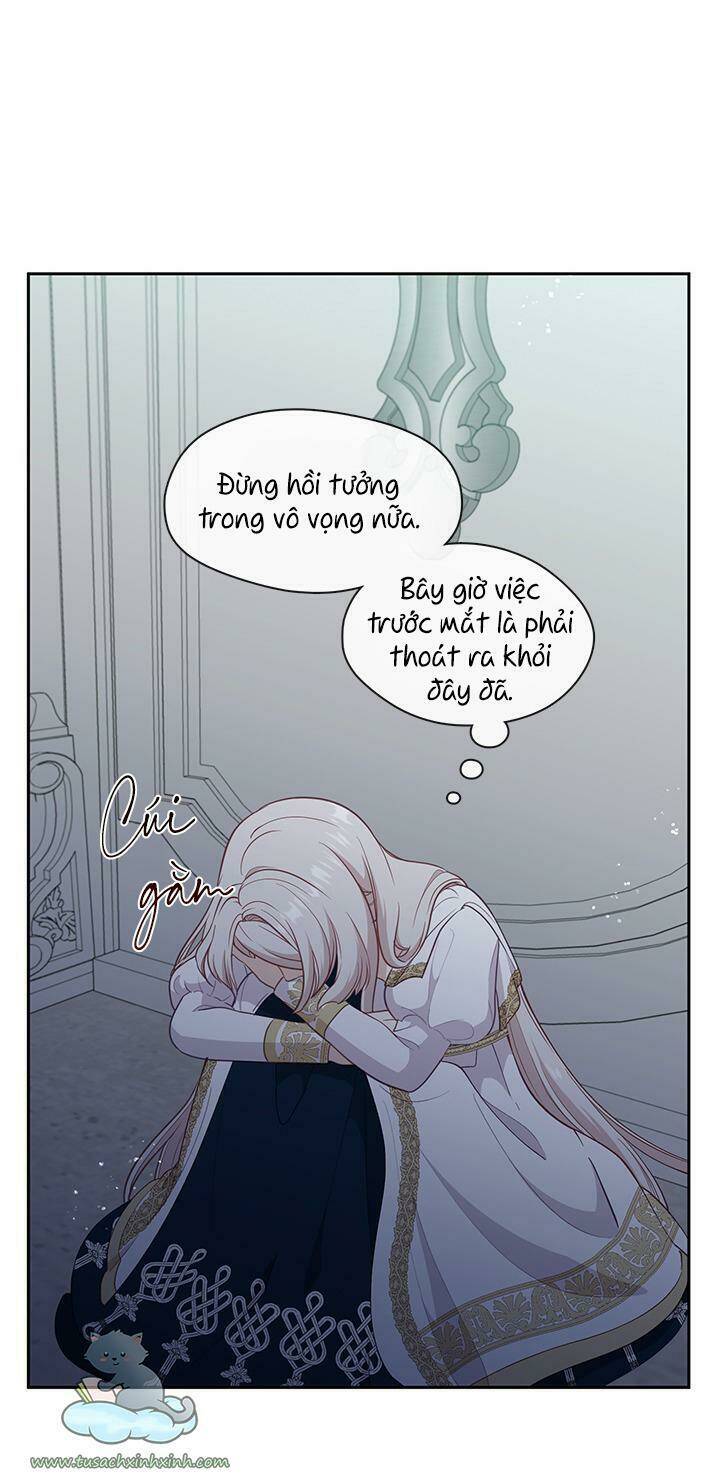 Đừng hồi tưởng
trong vô vọng nữa.
Bây giờ việc
trước mắt là phải
thoát ra khỏi
đây đã.
Cúi
gằm
www.tusachxinhxinh.com